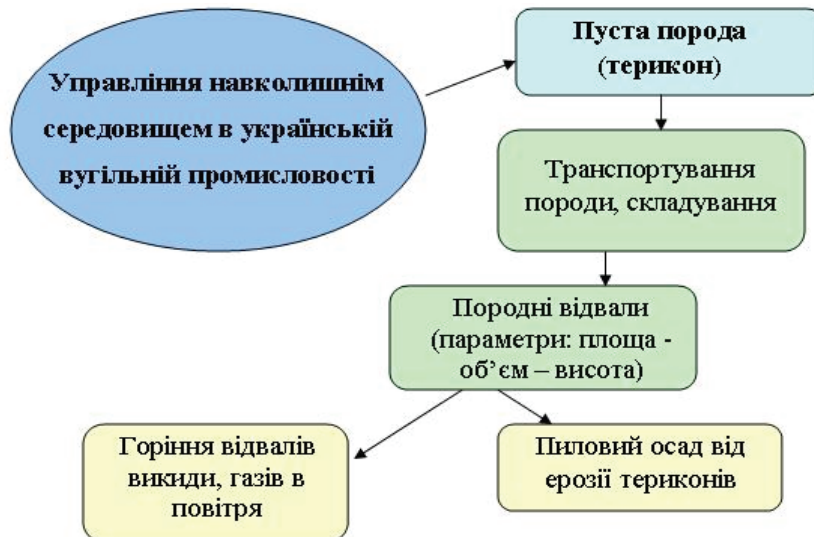 Управління навколишнім
середовищем в українській
вугільній промисловості
Пуста порода
(терикон)
Транспортування
породи, складування
Породні відвали
(параметри: площа -
об’єм – висота)
Горіння відвалів
викиди, газів в
повітря
Пиловий осад від
ерозії териконів